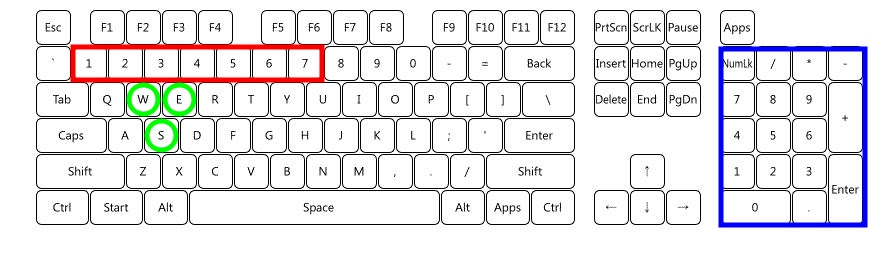 Esc F1 F2 F3 F4 F5 F6 F7 F8 F9 F10 F11 F12 PrtScn ScrLK Pause Apps
` 1 2 3 4 5 6 7 8 9 0 - = Back Insert Home PgUp NumLk / * -
Tab Q W E R T Y U I O P [ ] \ Delete End PgDn 7 8 9 +
Caps A S D F G H J K L ; ' Enter 4 5 6
Shift Z X C V B N M , . / Shift ↑ 1 2 3 Enter
Ctrl Start Alt Space Alt Apps Ctrl ← ↓ → 0 .